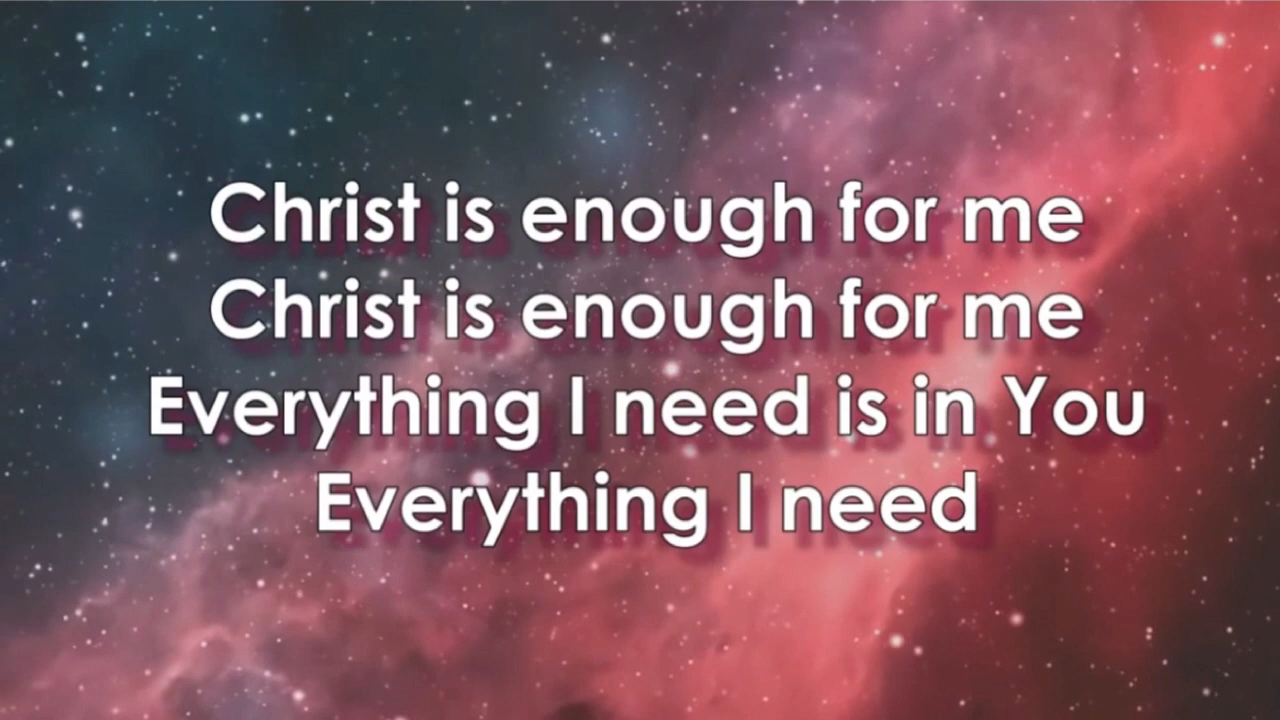 Christ is enough for me
Christ is enough for me
Everything I need is in You
Everything I need